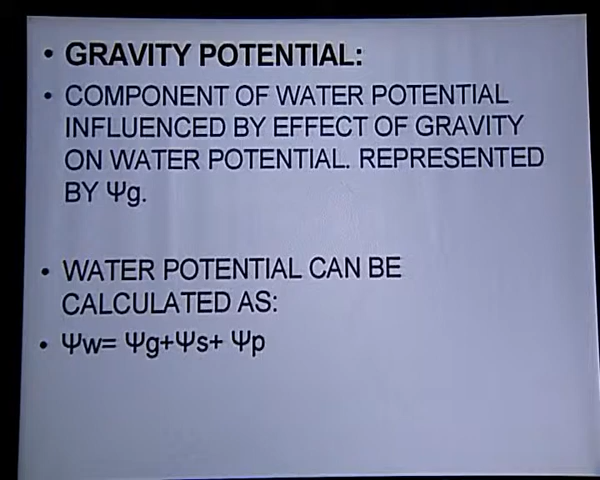 • GRAVITY POTENTIAL:
• COMPONENT OF WATER POTENTIAL
INFLUENCED BY EFFECT OF GRAVITY
ON WATER POTENTIAL. REPRESENTED
BY Ψg.
• WATER POTENTIAL CAN BE
CALCULATED AS:
• Ψw= Ψg+Ψs+ Ψp